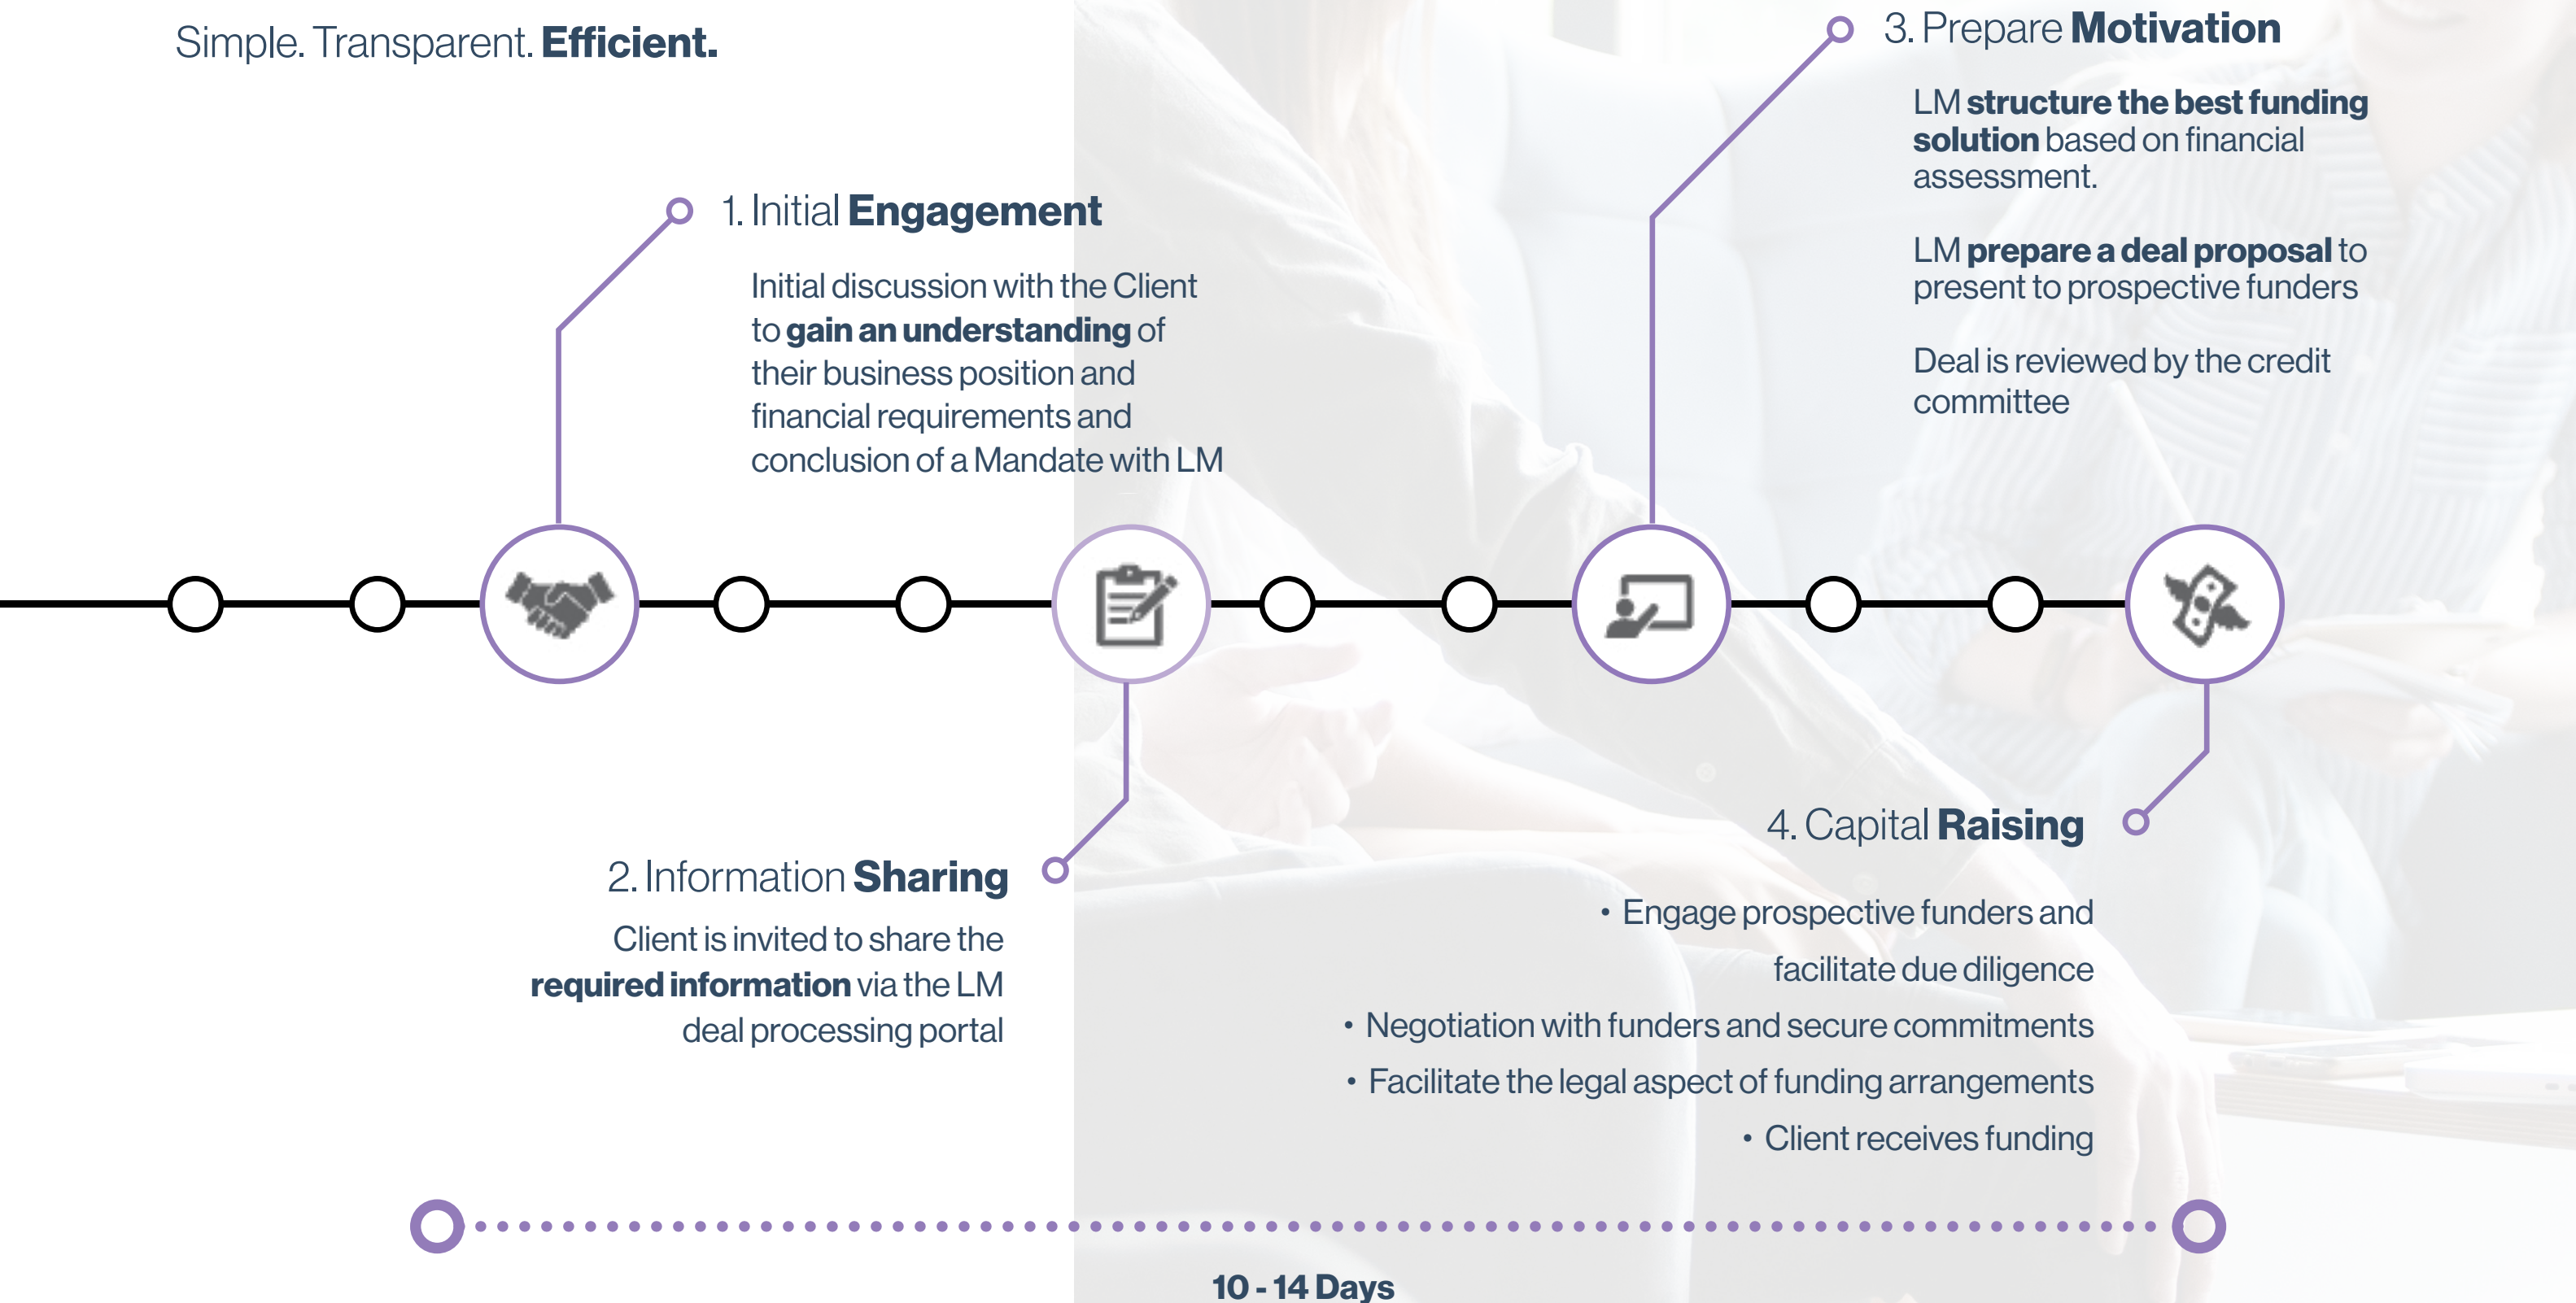 Simple. Transparent. Efficient.
1. Initial Engagement
Initial discussion with the Client
to gain an understanding of
their business position and
financial requirements and
conclusion of a Mandate with LM
2. Information Sharing
Client is invited to share the
required information via the LM
deal processing portal
3. Prepare Motivation
LM structure the best funding
solution based on financial
assessment.
LM prepare a deal proposal to
present to prospective funders
Deal is reviewed by the credit
committee
4. Capital Raising
• Engage prospective funders and
facilitate due diligence
• Negotiation with funders and secure commitments
• Facilitate the legal aspect of funding arrangements
• Client receives funding
10 - 14 Days